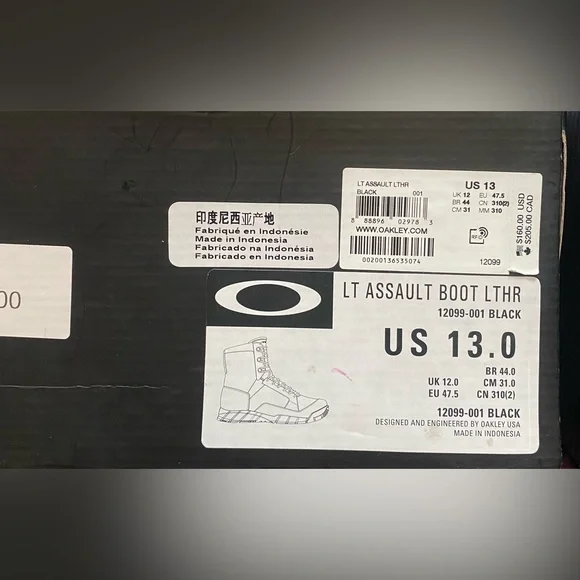 印度尼西亚产地
Fabriqué en Indonésie
Made in Indonesia
Fabricado na Indonésia
Fabricado en Indonesia
LT ASSAULT LTHR
BLACK 001
8 88896 02978 3
WWW.OAKLEY.COM
00200136535074
US 13
UK 12 EU 47.5
BR 44 CN 310(2)
CM 31 MM 310
RFID
12099
$160.00 USD
$205.00 CAD
00
LT ASSAULT BOOT LTHR
12099-001 BLACK
US 13.0
BR 44.0
UK 12.0 CM 31.0
EU 47.5 CN 310(2)
12099-001 BLACK
DESIGNED AND ENGINEERED BY OAKLEY USA
MADE IN INDONESIA